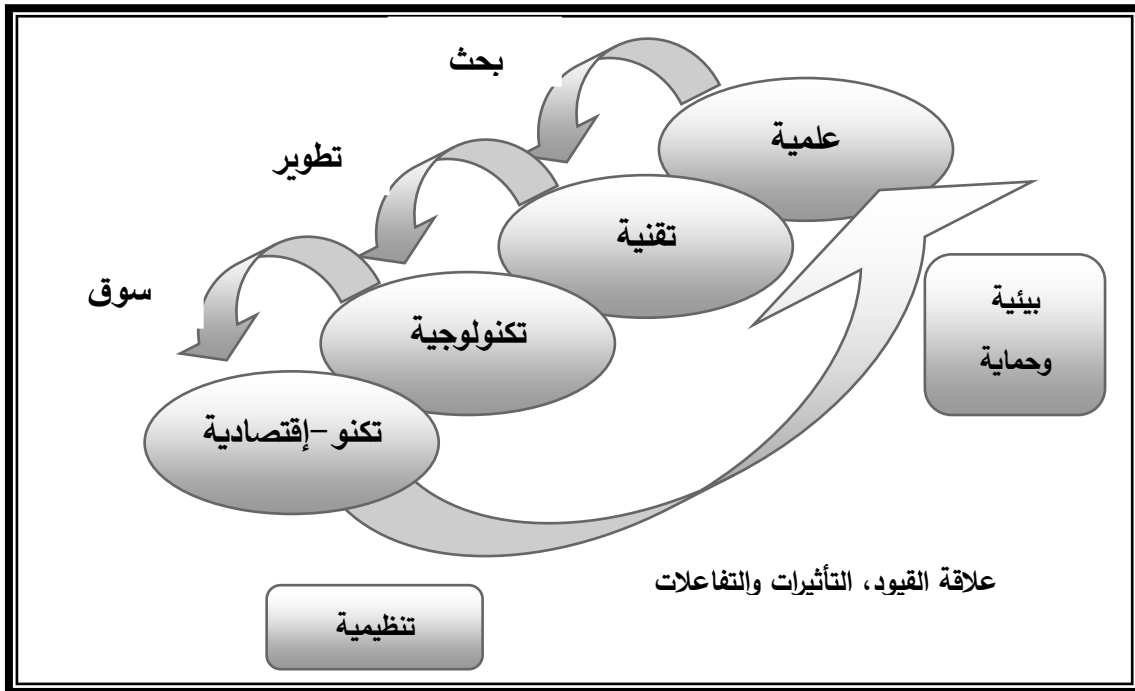 بحث
علمية
تطوير
تقنية
سوق
تكنولوجية
بيئية
وحماية
تكنو-إقتصادية
علاقة القيود، التأثيرات والتفاعلات
تنظيمية